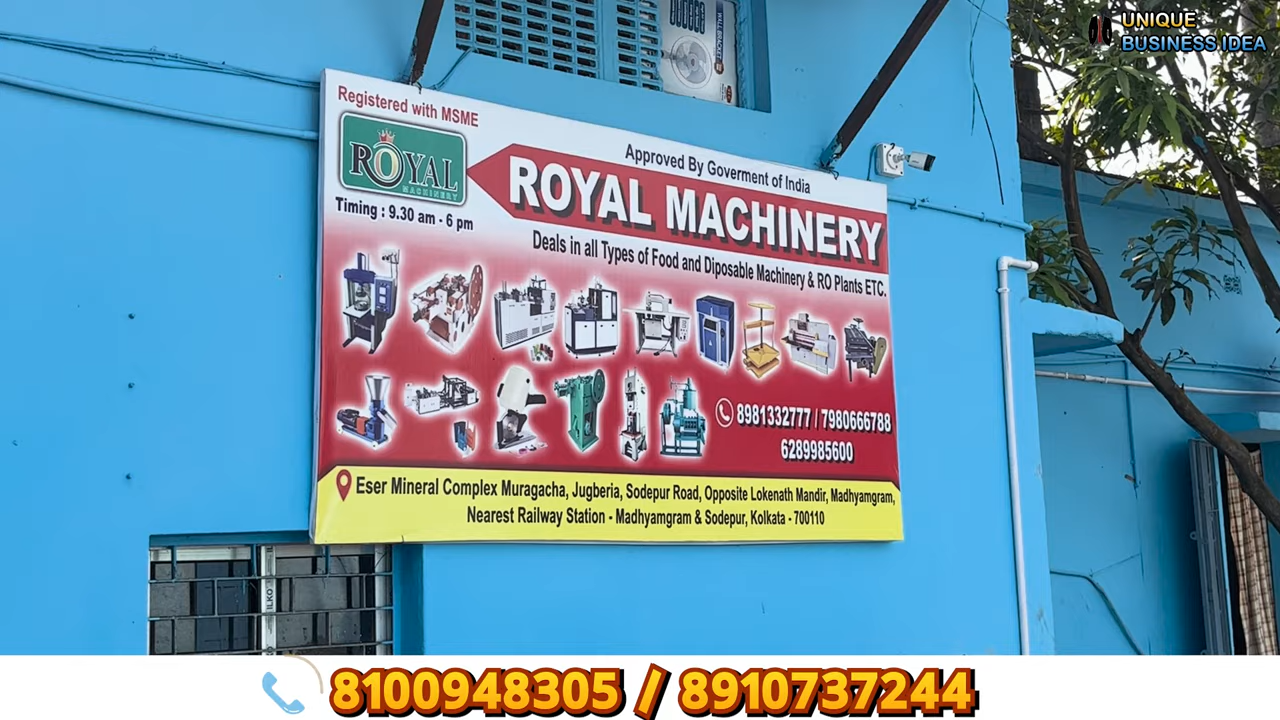 UNIQUE
BUSINESS IDEA
WALL BRACKET
Registered with MSME
ROYAL
MACHINERY
Timing : 9.30 am - 6 pm
Approved By Goverment of India
ROYAL MACHINERY
Deals in all Types of Food and Diposable Machinery & RO Plants ETC.
8981332777 / 7980666788
6289985600
Eser Mineral Complex Muragacha, Jugberia, Sodepur Road, Opposite Lokenath Mandir, Madhyamgram,
Nearest Railway Station - Madhyamgram & Sodepur, Kolkata - 700110
8100948305 / 8910737244